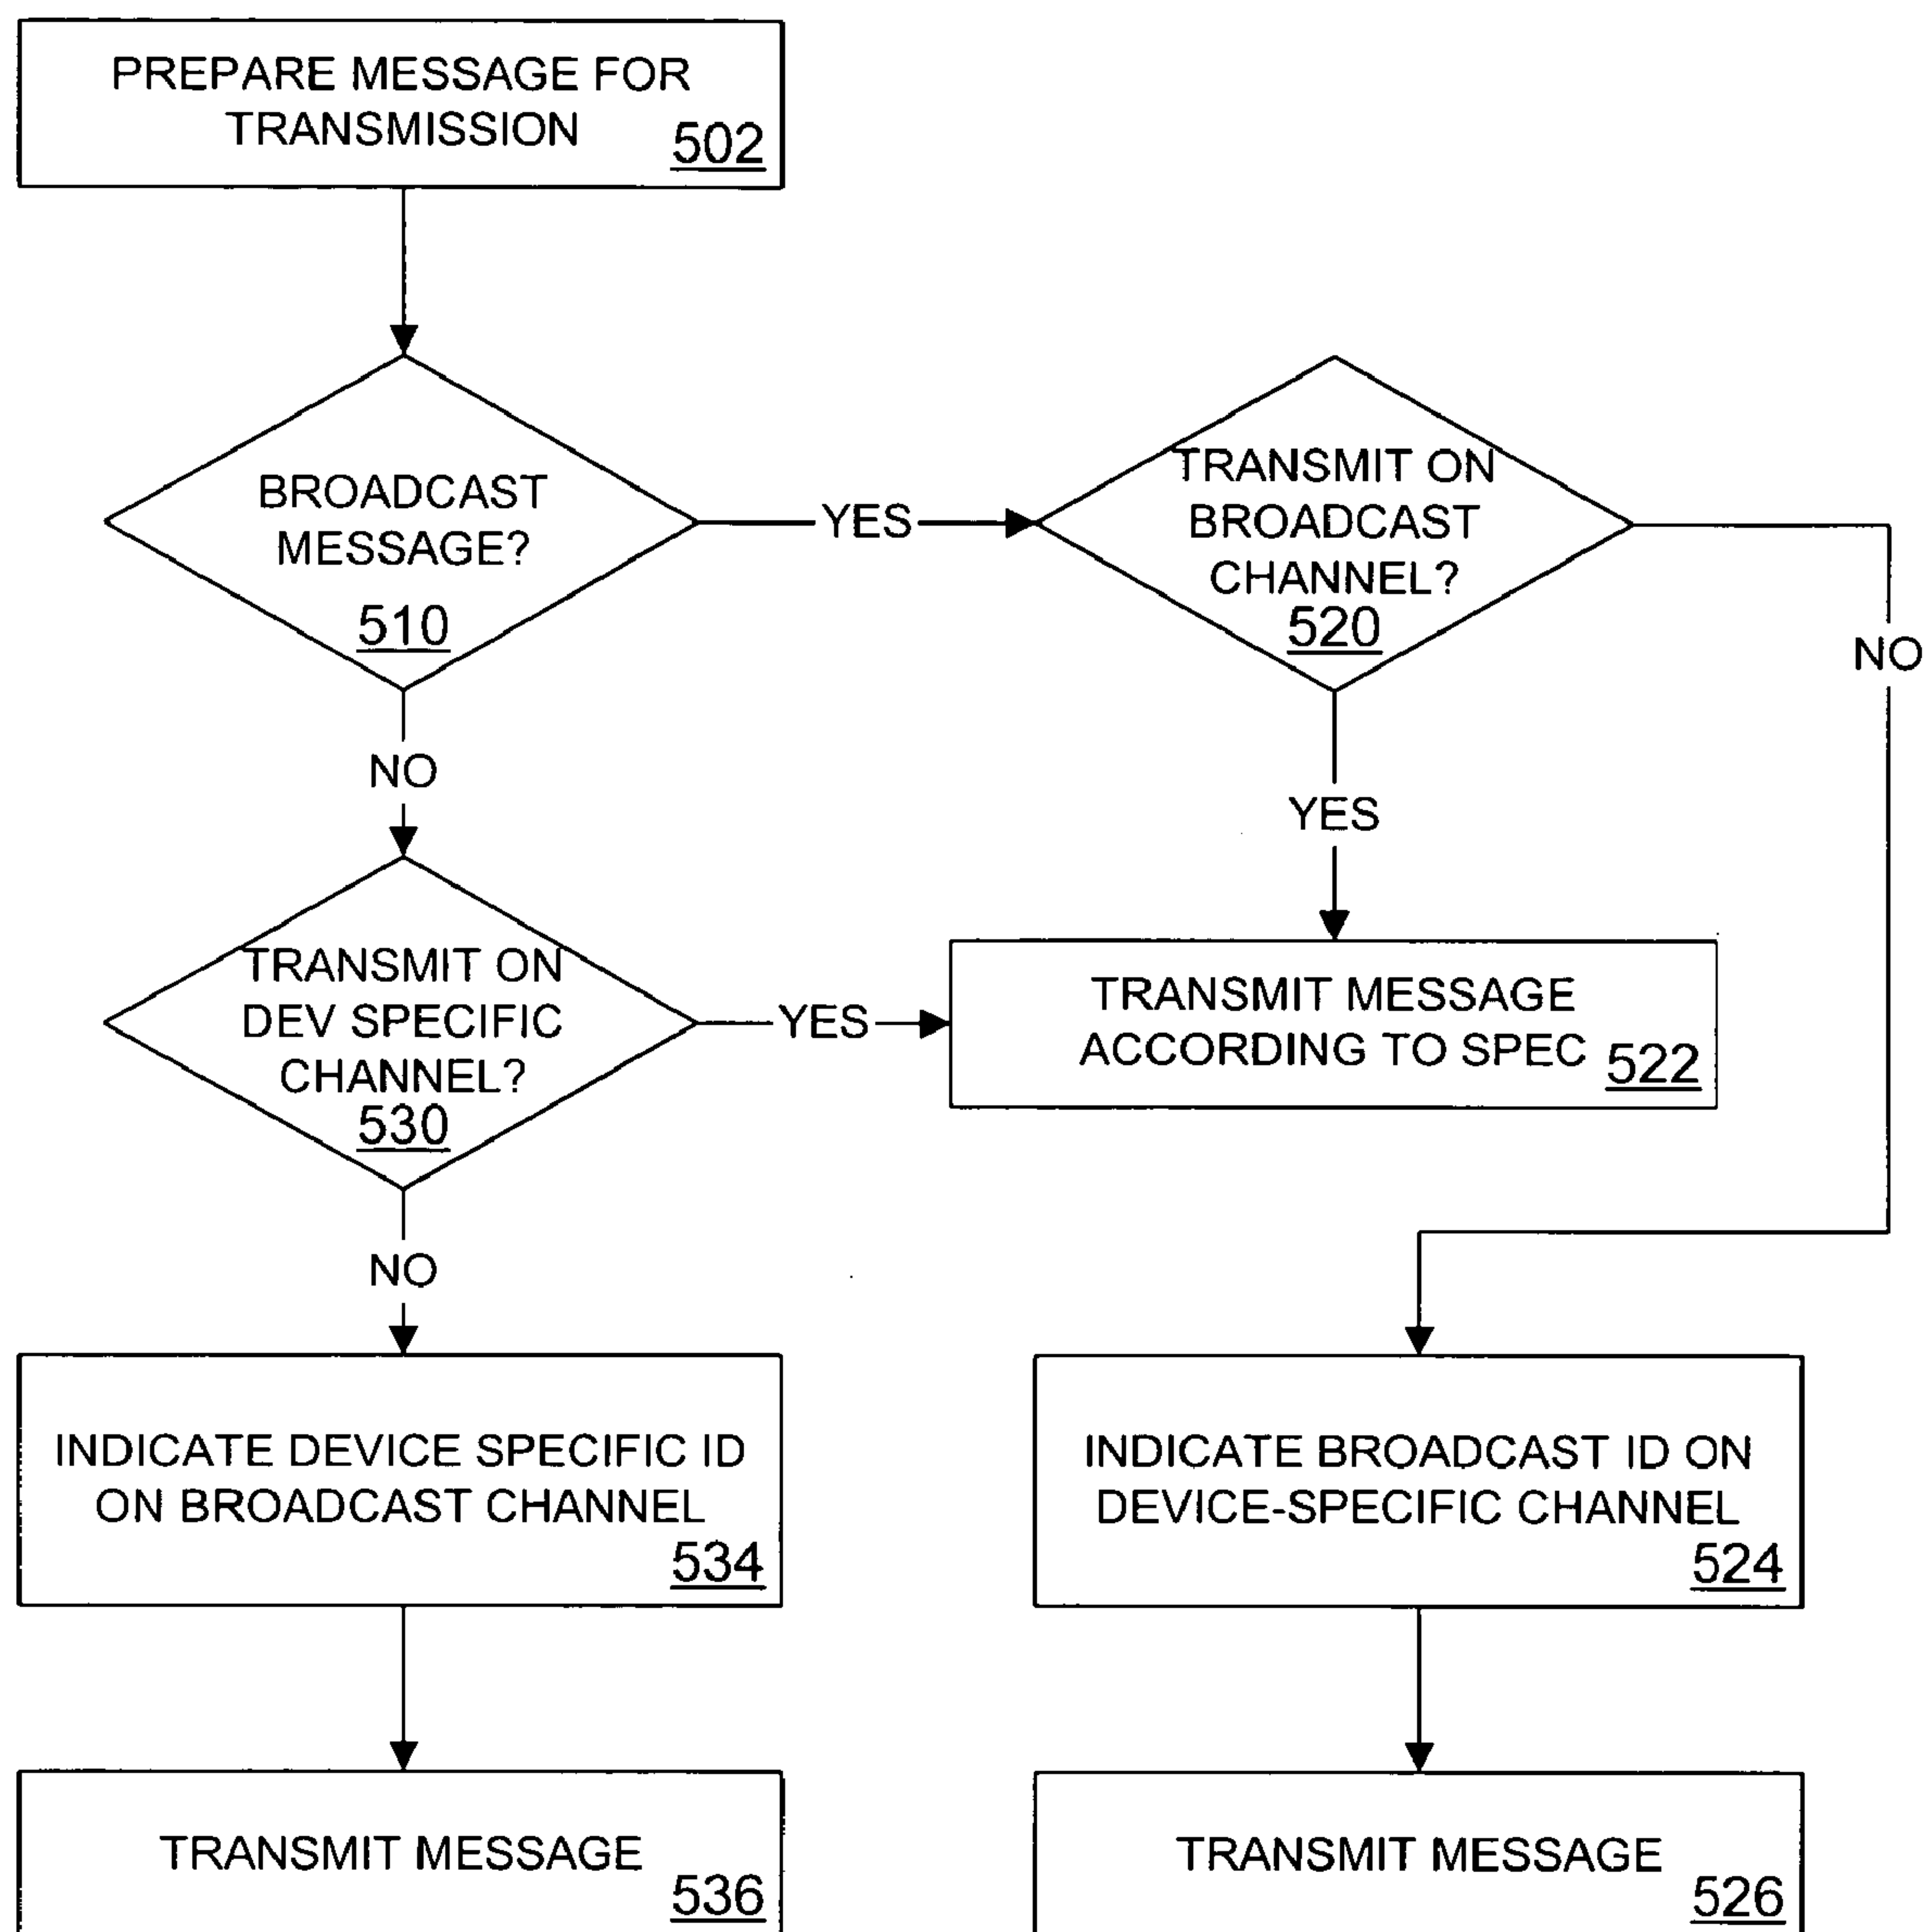 PREPARE MESSAGE FOR
TRANSMISSION
502
BROADCAST
MESSAGE?
510
YES
TRANSMIT ON
BROADCAST
CHANNEL?
520
NO
NO
YES
TRANSMIT ON
DEV SPECIFIC
CHANNEL?
530
YES
TRANSMIT MESSAGE
ACCORDING TO SPEC
522
NO
INDICATE DEVICE SPECIFIC ID
ON BROADCAST CHANNEL
534
INDICATE BROADCAST ID ON
DEVICE-SPECIFIC CHANNEL
524
TRANSMIT MESSAGE
536
TRANSMIT MESSAGE
526